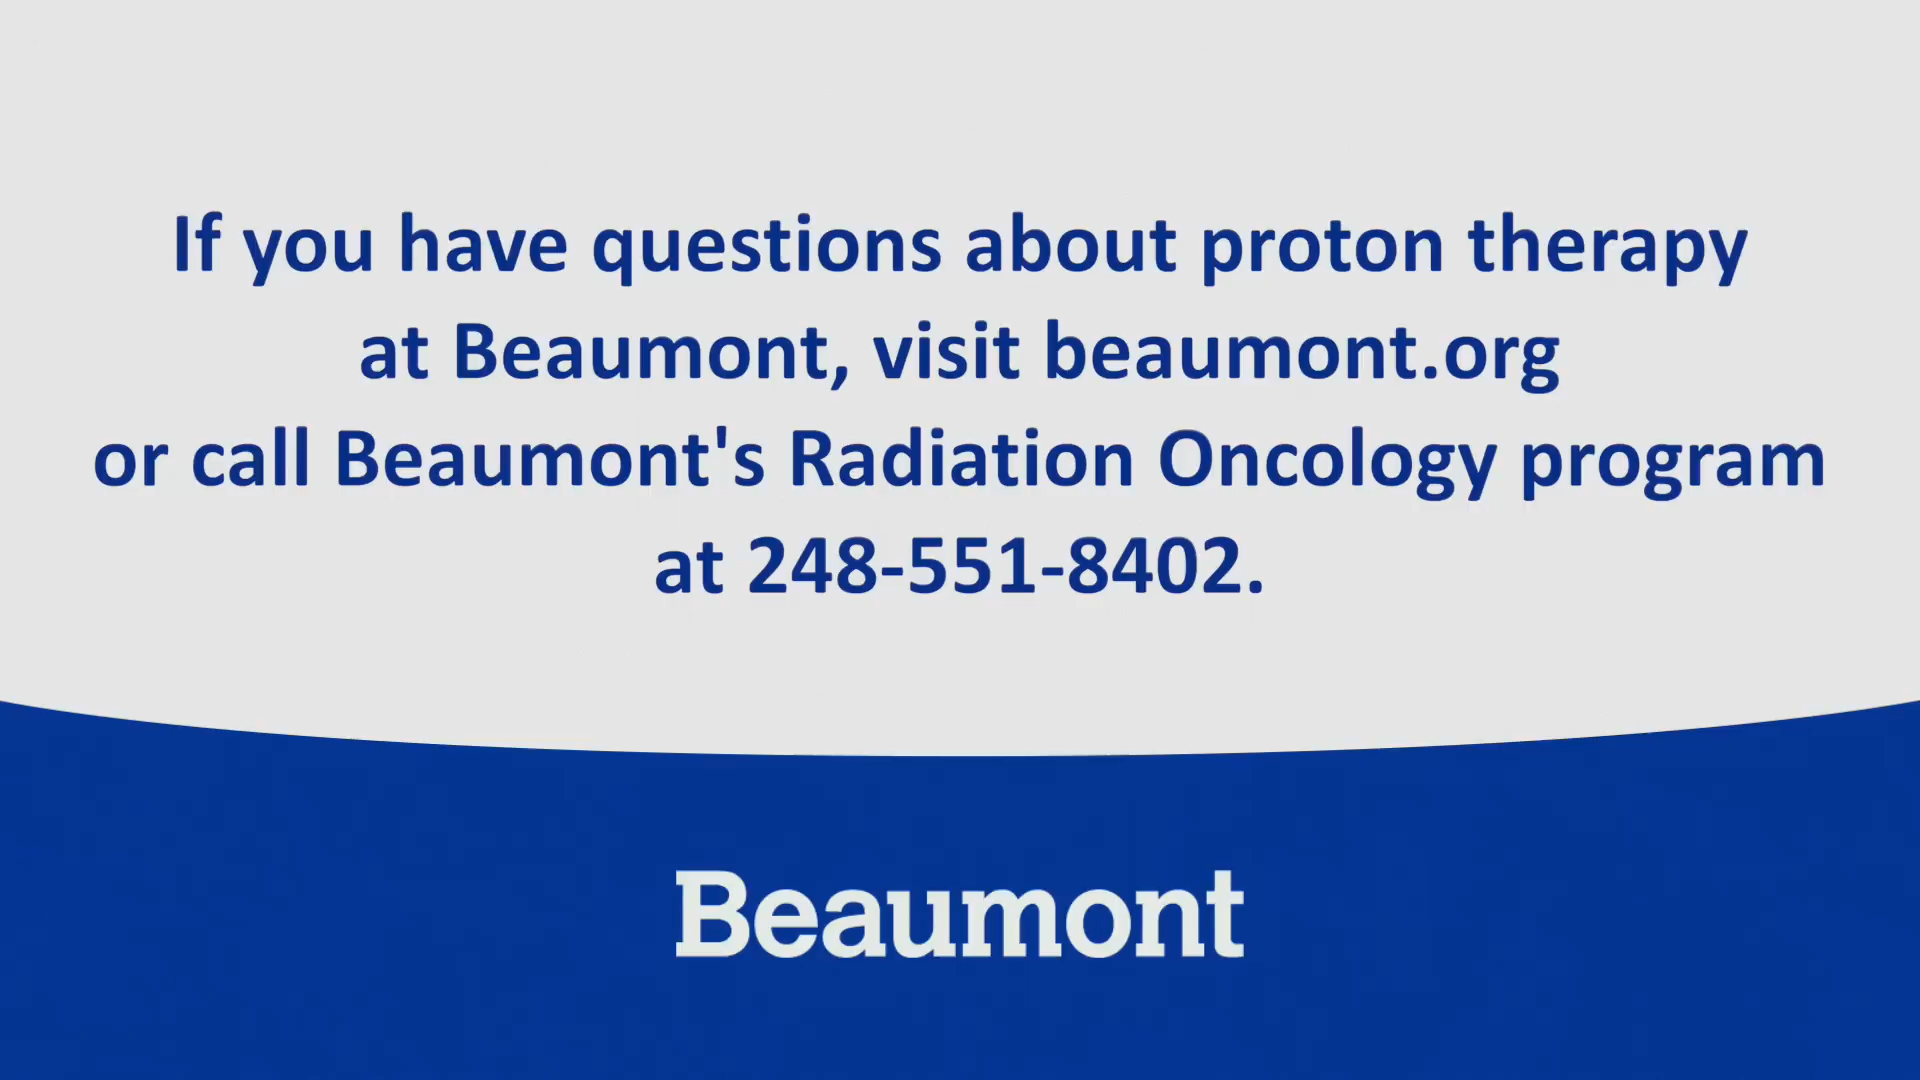 If you have questions about proton therapy
at Beaumont, visit beaumont.org
or call Beaumont's Radiation Oncology program
at 248-551-8402.
Beaumont